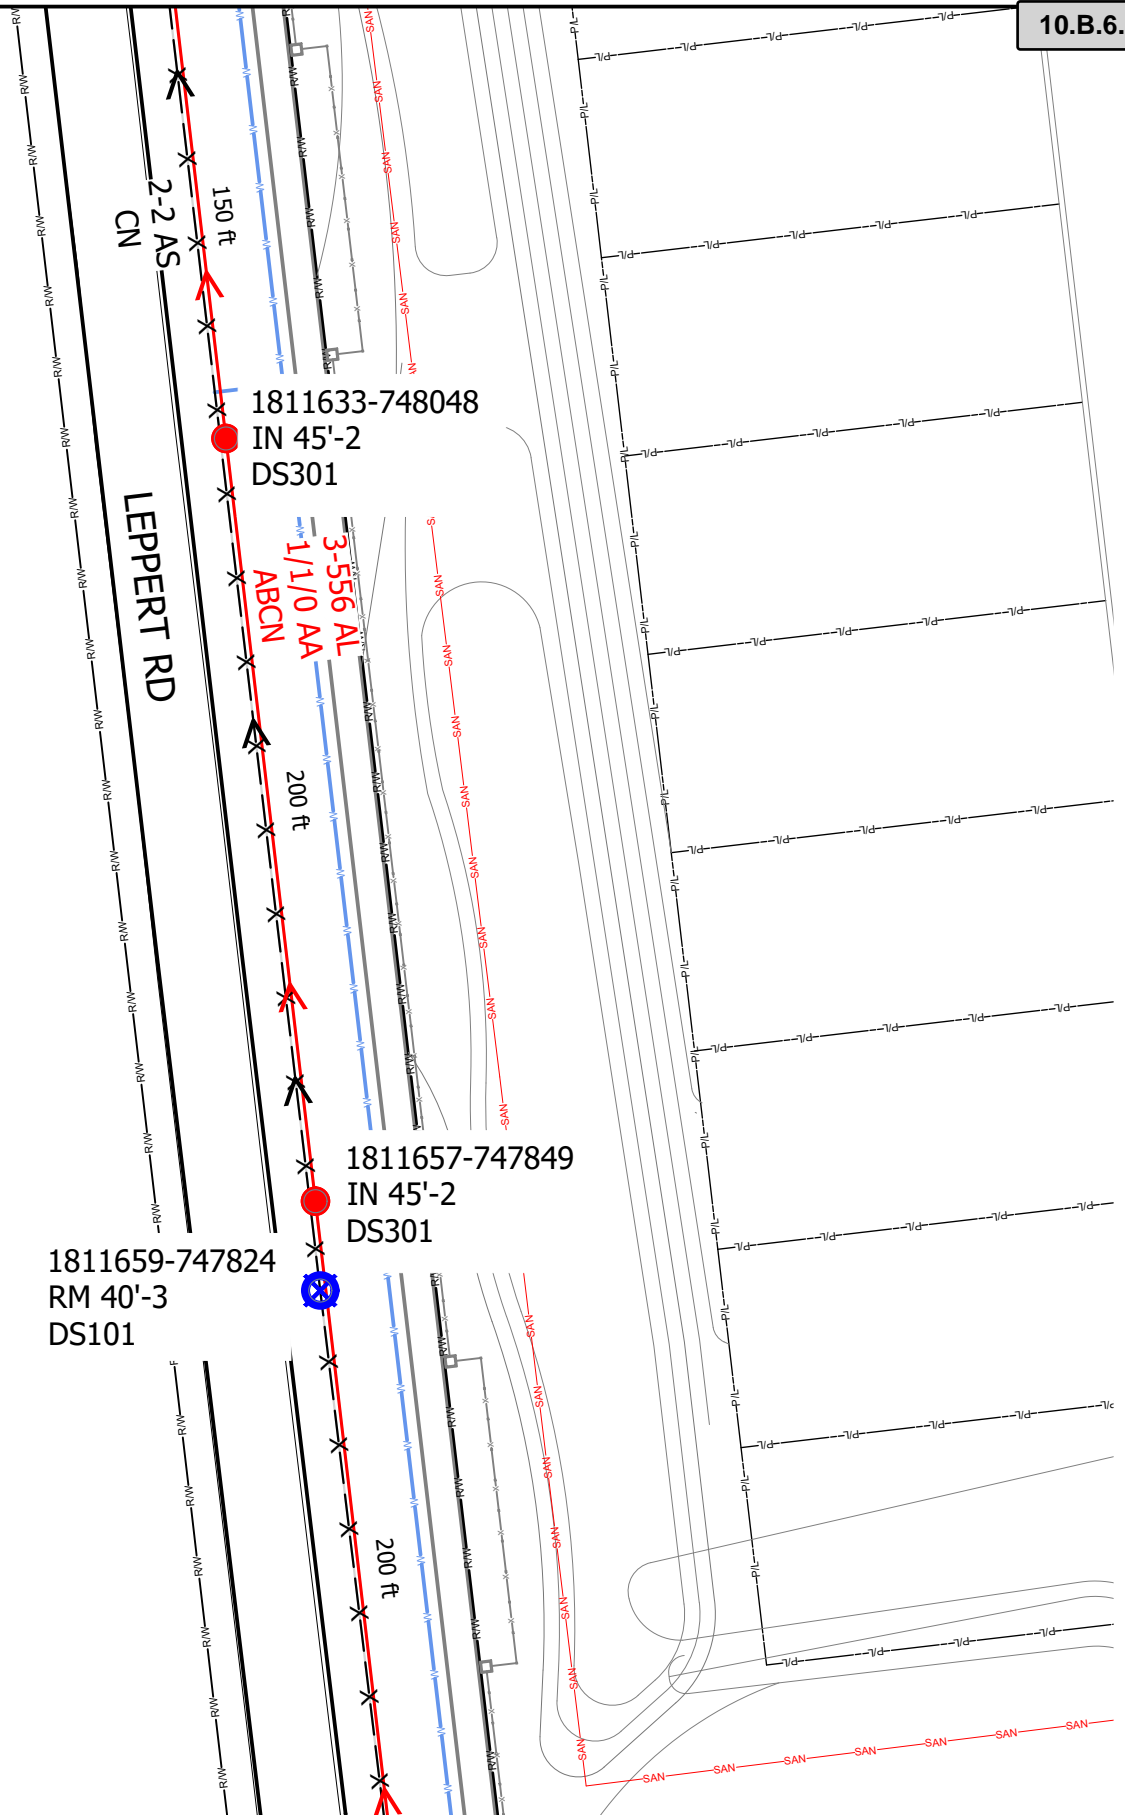 10.B.6.
2-2 AS
CN
150 ft
1811633-748048
IN 45'-2
DS301
LEPPERT RD
3-556 AL
1/1/0 AA
ABCN
200 ft
1811657-747849
IN 45'-2
DS301
1811659-747824
RM 40'-3
DS101
200 ft
R/W
W
SAN
P/L